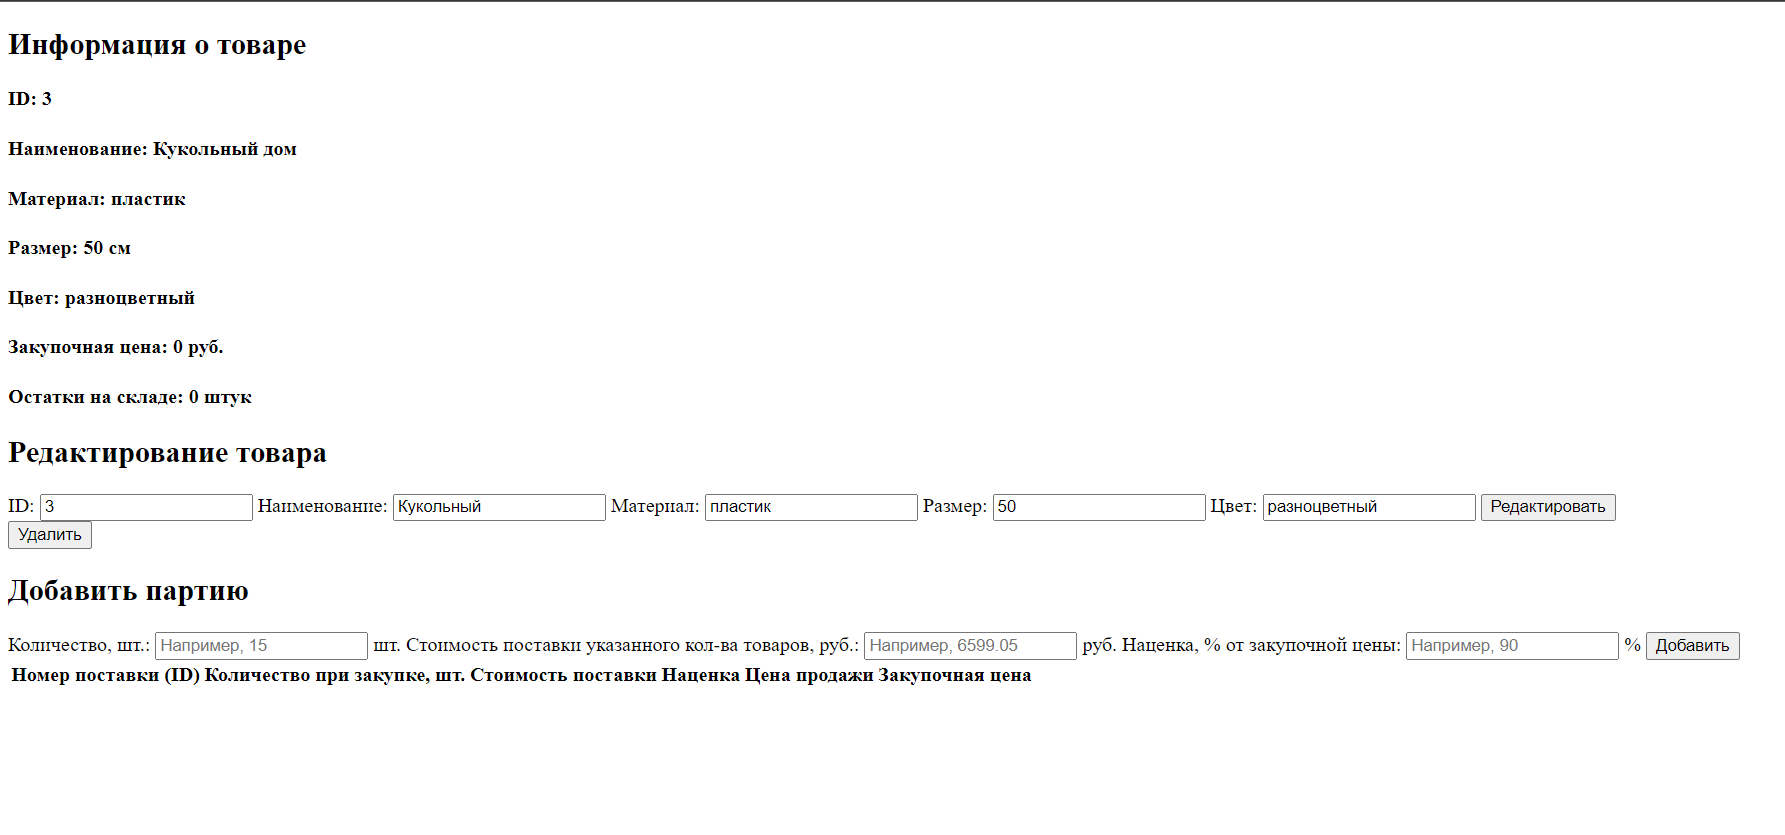 Информация о товаре
ID: 3
Наименование: Кукольный дом
Материал: пластик
Размер: 50 см
Цвет: разноцветный
Закупочная цена: 0 руб.
Остатки на складе: 0 штук
Редактирование товара
ID: 3 Наименование: Кукольный Материал: пластик Размер: 50 Цвет: разноцветный Редактировать
Удалить
Добавить партию
Количество, шт.: Например, 15 шт. Стоимость поставки указанного кол-ва товаров, руб.: Например, 6599.05 руб. Наценка, % от закупочной цены: Например, 90 % Добавить
Номер поставки (ID) Количество при закупке, шт. Стоимость поставки Наценка Цена продажи Закупочная цена